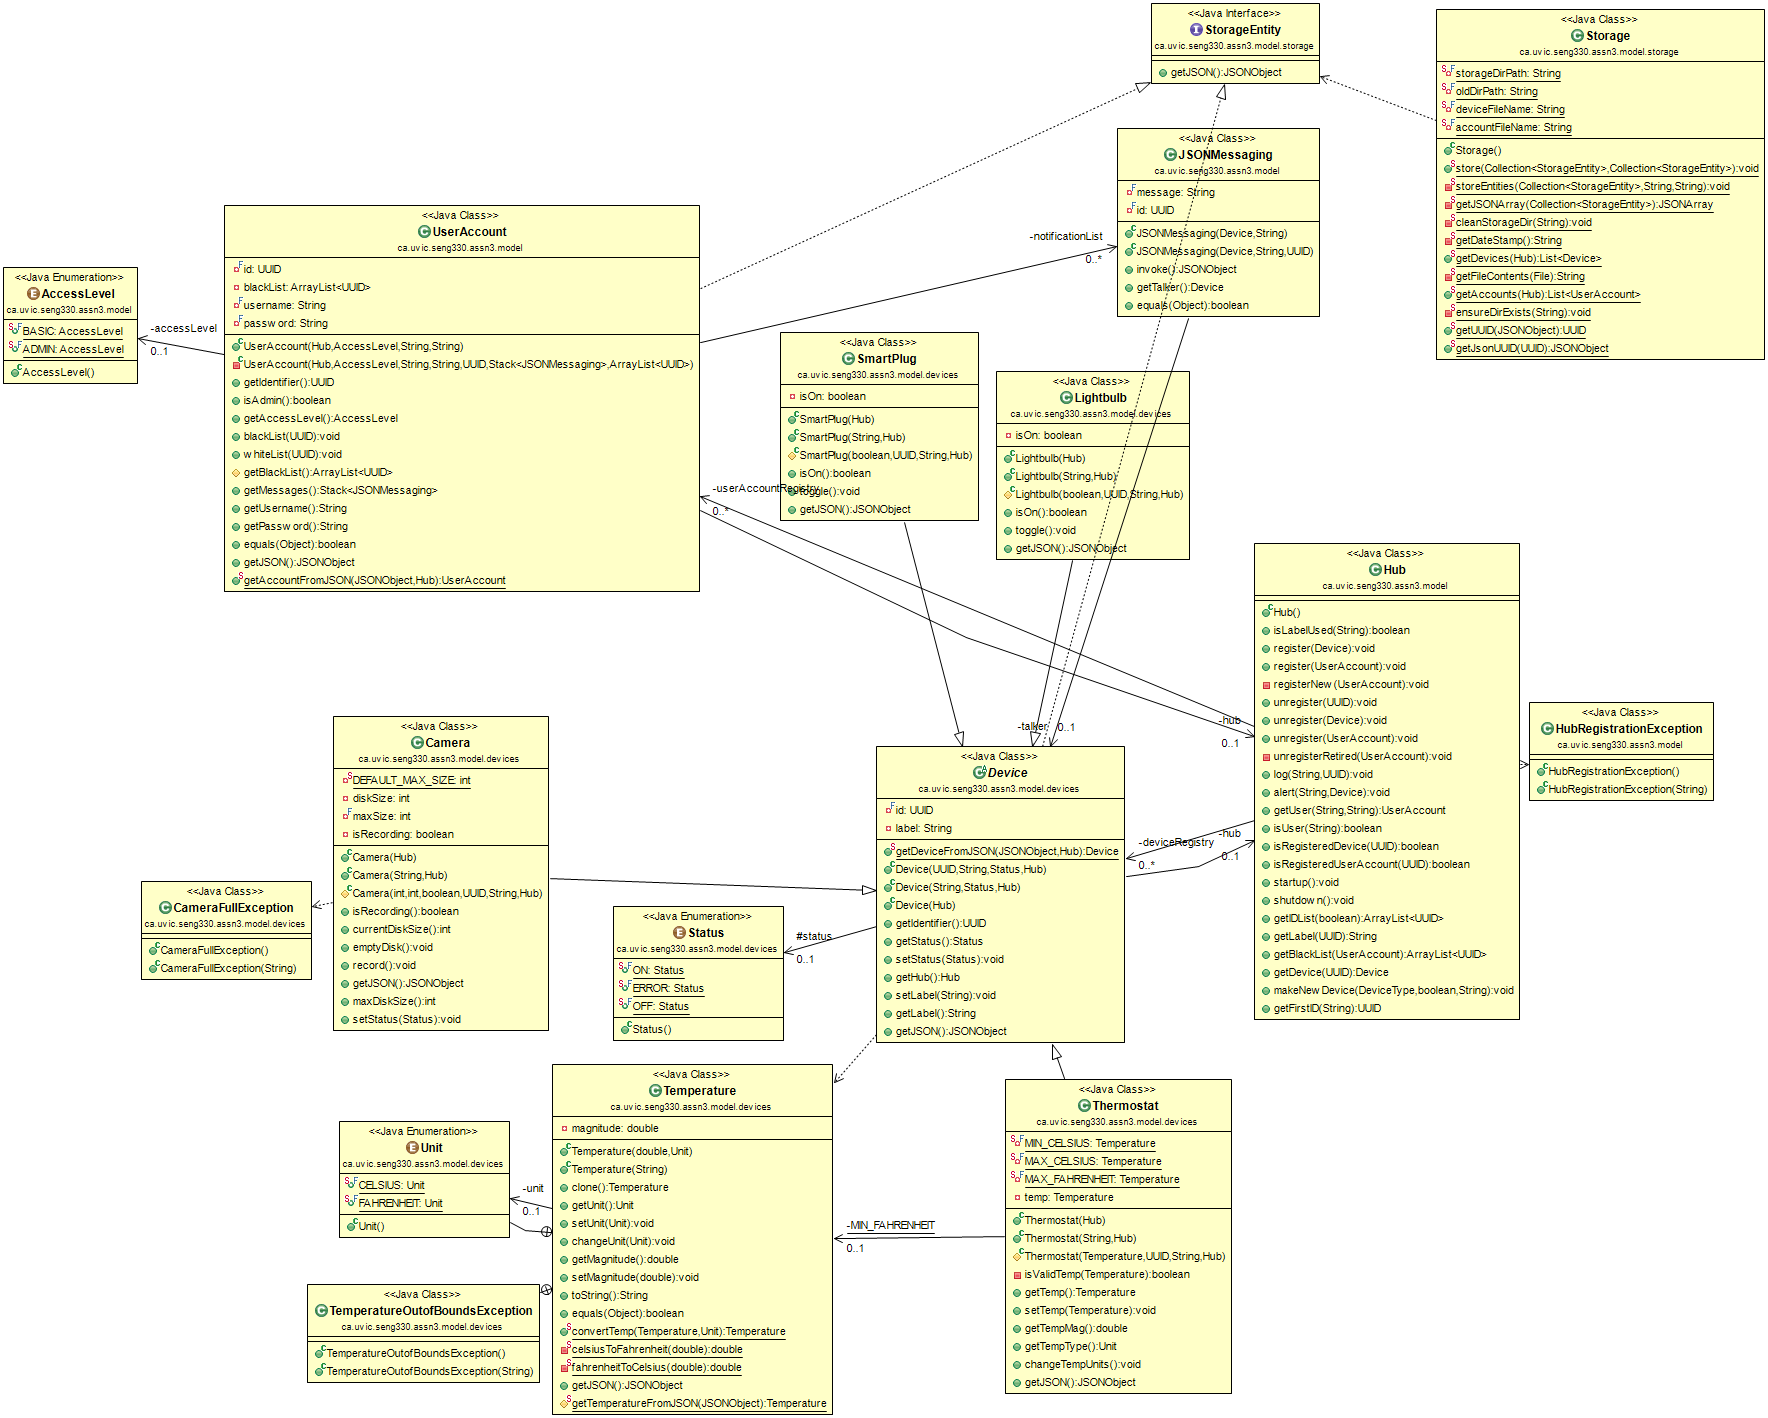 <<Java Interface>>
StorageEntity
ca.uvic.seng330.assn3.model.storage
getJSON():JSONObject
<<Java Class>>
Storage
ca.uvic.seng330.assn3.model.storage
storageDirPath: String
oldDirPath: String
deviceFileName: String
accountFileName: String
Storage()
store(Collection<StorageEntity>,Collection<StorageEntity>):void
storeEntities(Collection<StorageEntity>,String,String):void
getJSONArray(Collection<StorageEntity>):JSONArray
cleanStorageDir(String):void
getDateStamp():String
getDevices(Hub):List<Device>
getFileContents(File):String
getAccounts(Hub):List<UserAccount>
ensureDirExists(String):void
getUUID(JSONObject):UUID
getJsonUUID(UUID):JSONObject
<<Java Class>>
JSONMessaging
ca.uvic.seng330.assn3.model
message: String
id: UUID
JSONMessaging(Device,String)
JSONMessaging(Device,String,UUID)
invoke():JSONObject
getTalker():Device
equals(Object):boolean
-notificationList
0..*
<<Java Class>>
UserAccount
ca.uvic.seng330.assn3.model
id: UUID
blackList: ArrayList<UUID>
username: String
password: String
UserAccount(Hub,AccessLevel,String,String)
UserAccount(Hub,AccessLevel,String,String,UUID,Stack<JSONMessaging>,ArrayList<UUID>)
getIdentifier():UUID
isAdmin():boolean
getAccessLevel():AccessLevel
blackList(UUID):void
whiteList(UUID):void
getBlackList():ArrayList<UUID>
getMessages():Stack<JSONMessaging>
getUsername():String
getPassword():String
equals(Object):boolean
getJSON():JSONObject
getAccountFromJSON(JSONObject,Hub):UserAccount
<<Java Enumeration>>
AccessLevel
ca.uvic.seng330.assn3.model
BASIC: AccessLevel
ADMIN: AccessLevel
AccessLevel()
-accessLevel
0..1
<<Java Class>>
SmartPlug
ca.uvic.seng330.assn3.model.devices
isOn: boolean
SmartPlug(Hub)
SmartPlug(String,Hub)
SmartPlug(boolean,UUID,String,Hub)
isOn():boolean
toggle():void
getJSON():JSONObject
-userAccountRegistry
0..*
<<Java Class>>
Lightbulb
ca.uvic.seng330.assn3.model.devices
isOn: boolean
Lightbulb(Hub)
Lightbulb(String,Hub)
Lightbulb(boolean,UUID,String,Hub)
isOn():boolean
toggle():void
getJSON():JSONObject
<<Java Class>>
Hub
ca.uvic.seng330.assn3.model
Hub()
isLabelUsed(String):boolean
register(Device):void
register(UserAccount):void
registerNew(UserAccount):void
unregister(UUID):void
unregister(Device):void
unregister(UserAccount):void
unregisterRetired(UserAccount):void
log(String,UUID):void
alert(String,Device):void
getUser(String,String):UserAccount
isUser(String):boolean
isRegisteredDevice(UUID):boolean
isRegisteredUserAccount(UUID):boolean
startup():void
shutdown():void
getIDList(boolean):ArrayList<UUID>
getLabel(UUID):String
getBlackList(UserAccount):ArrayList<UUID>
getDevice(UUID):Device
makeNewDevice(DeviceType,boolean,String):void
getFirstID(String):UUID
-hub
0..1
<<Java Class>>
HubRegistrationException
ca.uvic.seng330.assn3.model
HubRegistrationException()
HubRegistrationException(String)
-talker
0..1
<<Java Class>>
Device
ca.uvic.seng330.assn3.model.devices
id: UUID
label: String
getDeviceFromJSON(JSONObject,Hub):Device
Device(UUID,String,Status,Hub)
Device(String,Status,Hub)
Device(Hub)
getIdentifier():UUID
getStatus():Status
setStatus(Status):void
getHub():Hub
setLabel(String):void
getLabel():String
getJSON():JSONObject
-deviceRegistry
0..*
-hub
0..1
<<Java Class>>
Camera
ca.uvic.seng330.assn3.model.devices
DEFAULT_MAX_SIZE: int
diskSize: int
maxSize: int
isRecording: boolean
Camera(Hub)
Camera(String,Hub)
Camera(int,int,boolean,UUID,String,Hub)
isRecording():boolean
currentDiskSize():int
emptyDisk():void
record():void
getJSON():JSONObject
maxDiskSize():int
setStatus(Status):void
<<Java Class>>
CameraFullException
ca.uvic.seng330.assn3.model.devices
CameraFullException()
CameraFullException(String)
<<Java Enumeration>>
Status
ca.uvic.seng330.assn3.model.devices
ON: Status
ERROR: Status
OFF: Status
Status()
#status
0..1
<<Java Class>>
Temperature
ca.uvic.seng330.assn3.model.devices
magnitude: double
Temperature(double,Unit)
Temperature(String)
clone():Temperature
getUnit():Unit
setUnit(Unit):void
changeUnit(Unit):void
getMagnitude():double
setMagnitude(double):void
toString():String
equals(Object):boolean
convertTemp(Temperature,Unit):Temperature
celsiusToFahrenheit(double):double
fahrenheitToCelsius(double):double
getJSON():JSONObject
getTemperatureFromJSON(JSONObject):Temperature
<<Java Enumeration>>
Unit
ca.uvic.seng330.assn3.model.devices
CELSIUS: Unit
FAHRENHEIT: Unit
Unit()
-unit
0..1
<<Java Class>>
TemperatureOutofBoundsException
ca.uvic.seng330.assn3.model.devices
TemperatureOutofBoundsException()
TemperatureOutofBoundsException(String)
<<Java Class>>
Thermostat
ca.uvic.seng330.assn3.model.devices
MIN_CELSIUS: Temperature
MAX_CELSIUS: Temperature
MAX_FAHRENHEIT: Temperature
temp: Temperature
Thermostat(Hub)
Thermostat(String,Hub)
Thermostat(Temperature,UUID,String,Hub)
isValidTemp(Temperature):boolean
getTemp():Temperature
setTemp(Temperature):void
getTempMag():double
getTempType():Unit
changeTempUnits():void
getJSON():JSONObject
-MIN_FAHRENHEIT
0..1